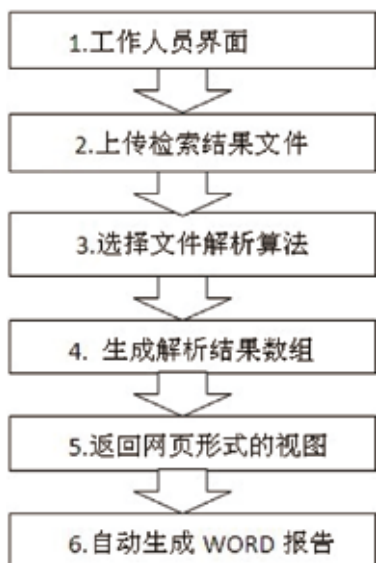 1.工作人员界面
2.上传检索结果文件
3.选择文件解析算法
4. 生成解析结果数组
5.返回网页形式的视图
6.自动生成 WORD 报告